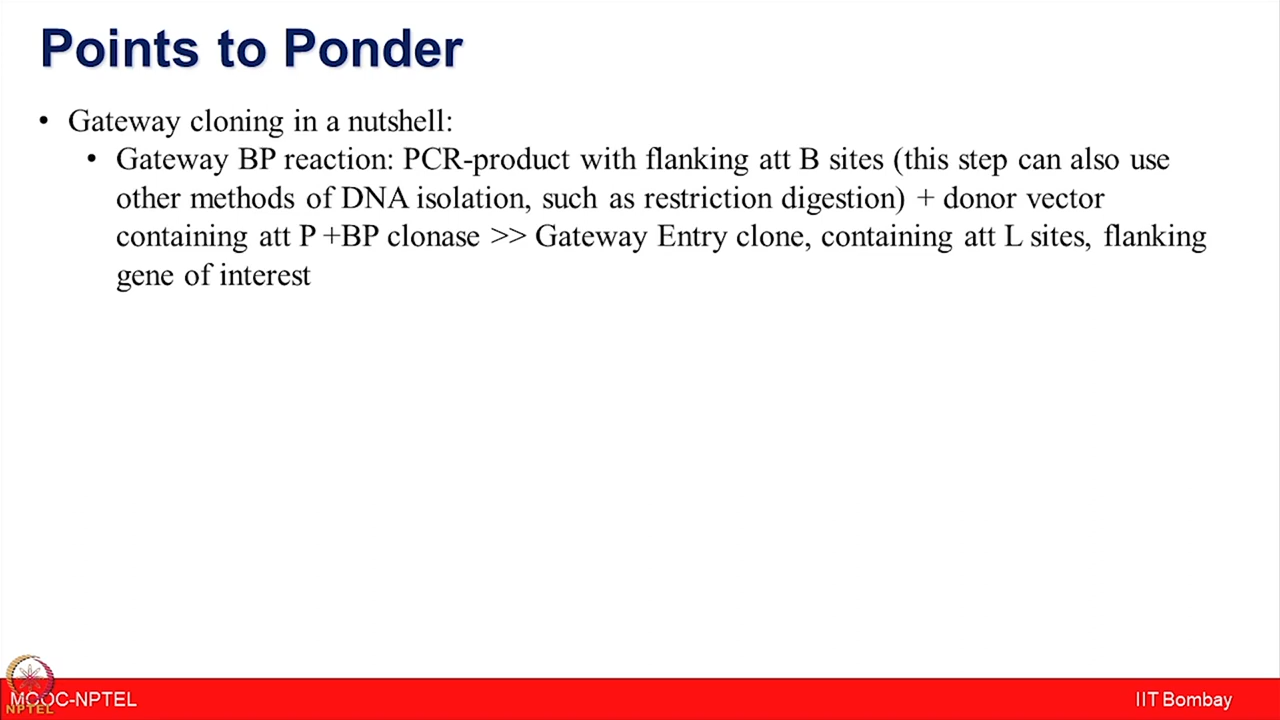 Points to Ponder
• Gateway cloning in a nutshell:
• Gateway BP reaction: PCR-product with flanking att B sites (this step can also use
other methods of DNA isolation, such as restriction digestion) + donor vector
containing att P +BP clonase >> Gateway Entry clone, containing att L sites, flanking
gene of interest
MOOC-NPTEL
NPTEL
IIT Bombay